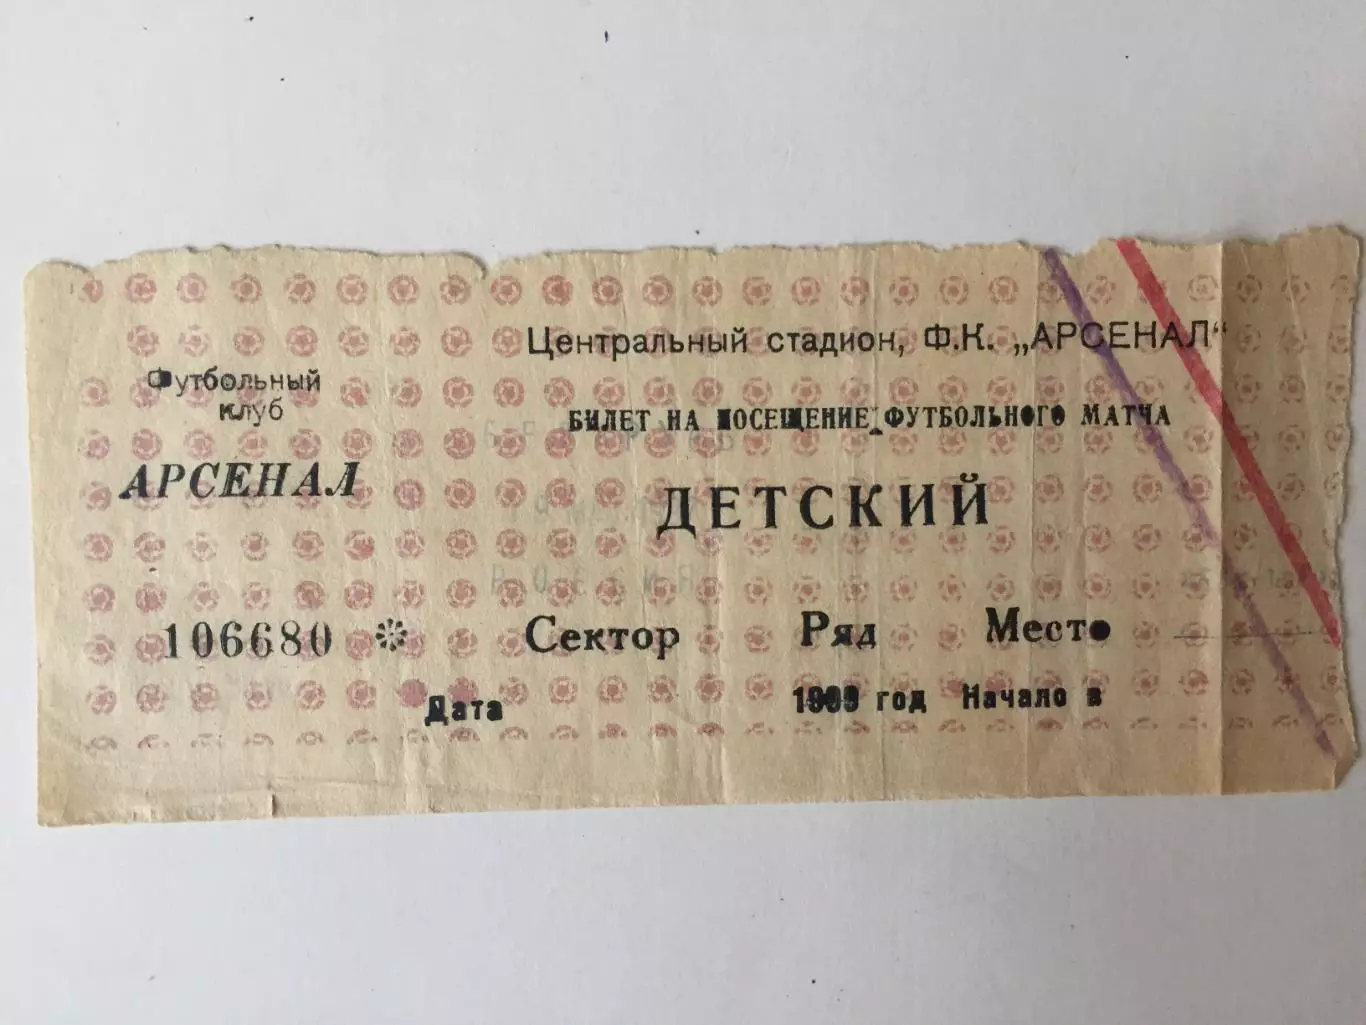 Центральный стадион, Ф.К. „АРСЕНАЛ“
Футбольный
клуб
АРСЕНАЛ
БИЛЕТ НА ПОСЕЩЕНИЕ ФУТБОЛЬНОГО МАТЧА
ДЕТСКИЙ
106680 Сектор Ряд Место
Дата год Начало в